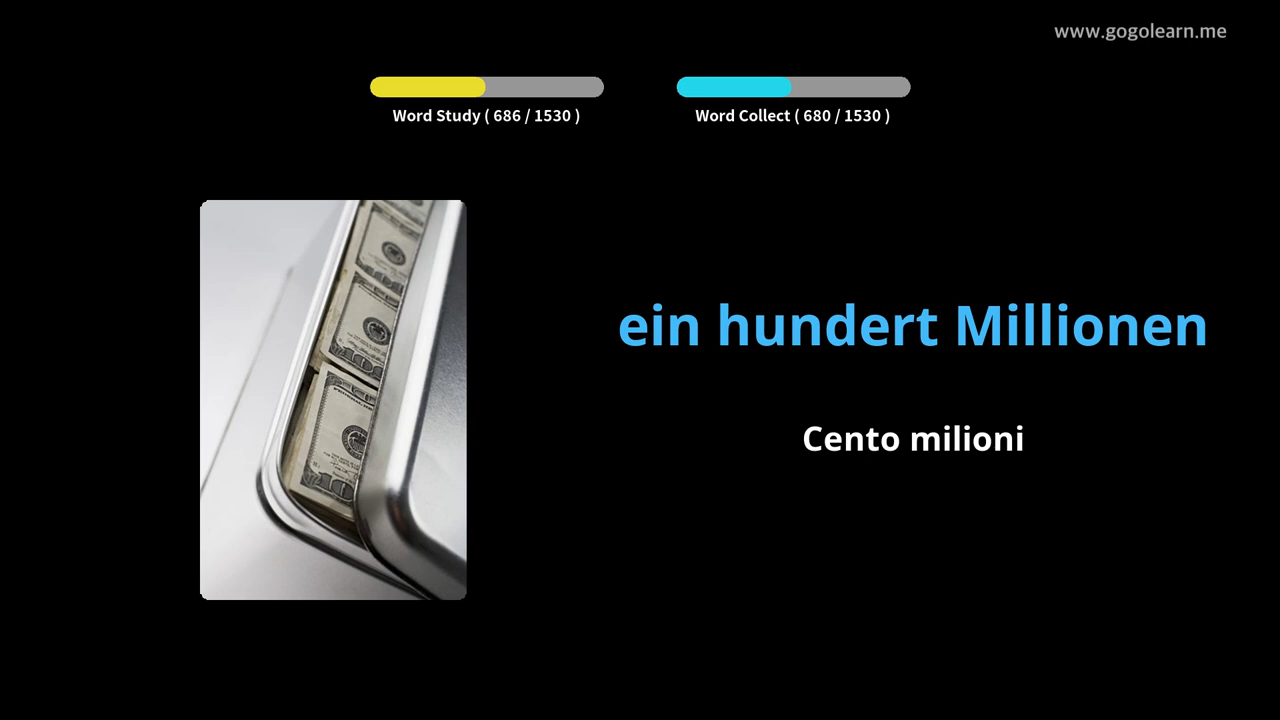 www.gogolearn.me
Word Study ( 686 / 1530 )
Word Collect ( 680 / 1530 )
ein hundert Millionen
Cento milioni